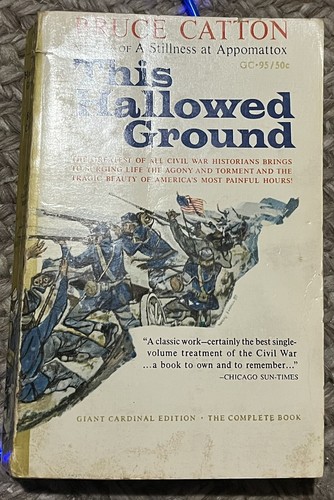 BRUCE CATTON
OF A Stillness at Appomattox
GC•95/50c
This
Hallowed
Ground
THE GREATEST OF ALL CIVIL WAR HISTORIANS BRINGS
TO SURGING LIFE THE AGONY AND TORMENT AND THE
TRAGIC BEAUTY OF AMERICA'S MOST PAINFUL HOURS!
"A classic work—certainly the best single-
volume treatment of the Civil War
...a book to own and to remember..."
–CHICAGO SUN-TIMES
GIANT CARDINAL EDITION • THE COMPLETE BOOK